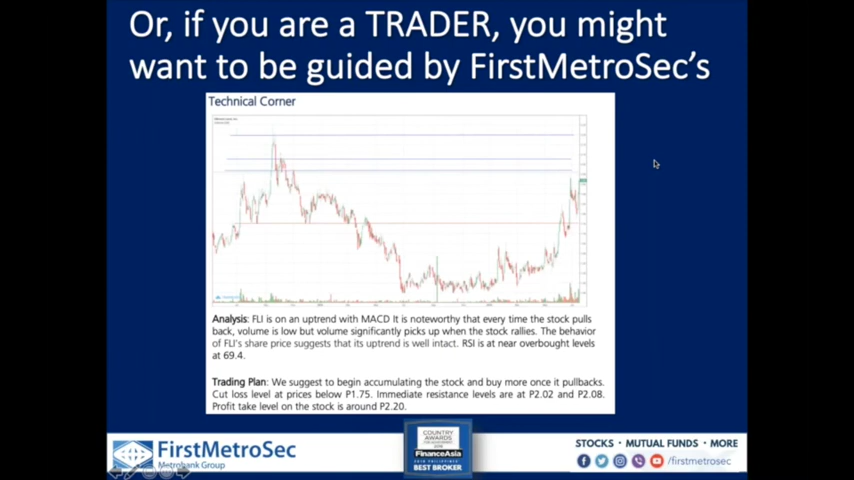 Or, if you are a TRADER, you might
want to be guided by FirstMetroSec's
Technical Corner
Analysis: FLI is on an uptrend with MACD It is noteworthy that every time the stock pulls
back, volume is low but volume significantly picks up when the stock rallies. The behavior
of FLI's share price suggests that its uptrend is well intact. RSI is at near overbought levels
at 69.4.
Trading Plan: We suggest to begin accumulating the stock and buy more once it pullbacks.
Cut loss level at prices below P1.75. Immediate resistance levels are at P2.02 and P2.08.
Profit take level on the stock is around P2.20.
FirstMetroSec
Metrobank Group
COUNTRY
AWARDS
FinanceAsia
BEST BROKER
STOCKS • MUTUAL FUNDS • MORE
/firstmetrosec